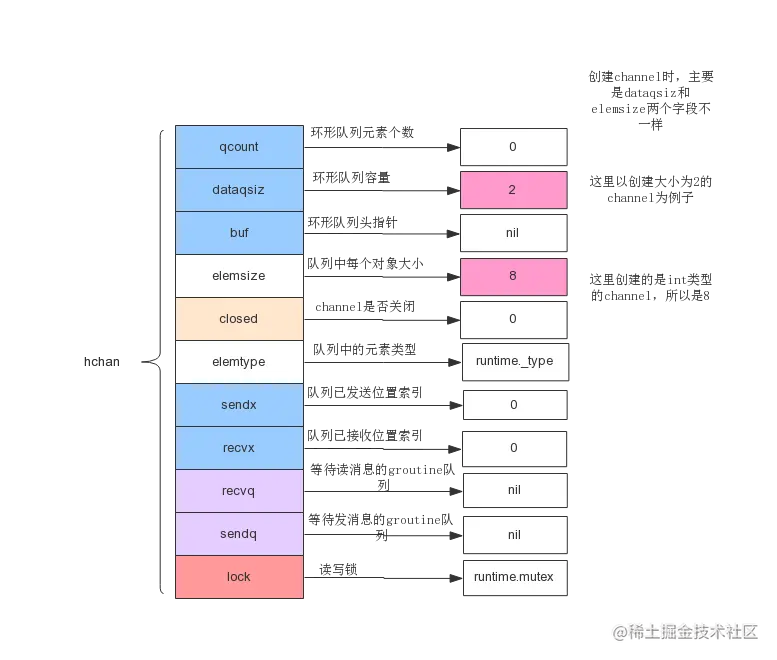 创建channel时，主要
是dataqsiz和
elemsize两个字段不
一样
qcount
环形队列元素个数
0
dataqsiz
环形队列容量
2
这里以创建大小为2的
channel为例子
buf
环形队列头指针
nil
elemsize
队列中每个对象大小
8
这里创建的是int类型
的channel，所以是8
closed
channel是否关闭
0
hchan
elemtype
队列中的元素类型
runtime._type
sendx
队列已发送位置索引
0
recvx
队列已接收位置索引
0
recvq
等待读消息的groutine队
列
nil
sendq
等待发消息的groutine队
列
nil
lock
读写锁
runtime.mutex
@稀土掘金技术社区